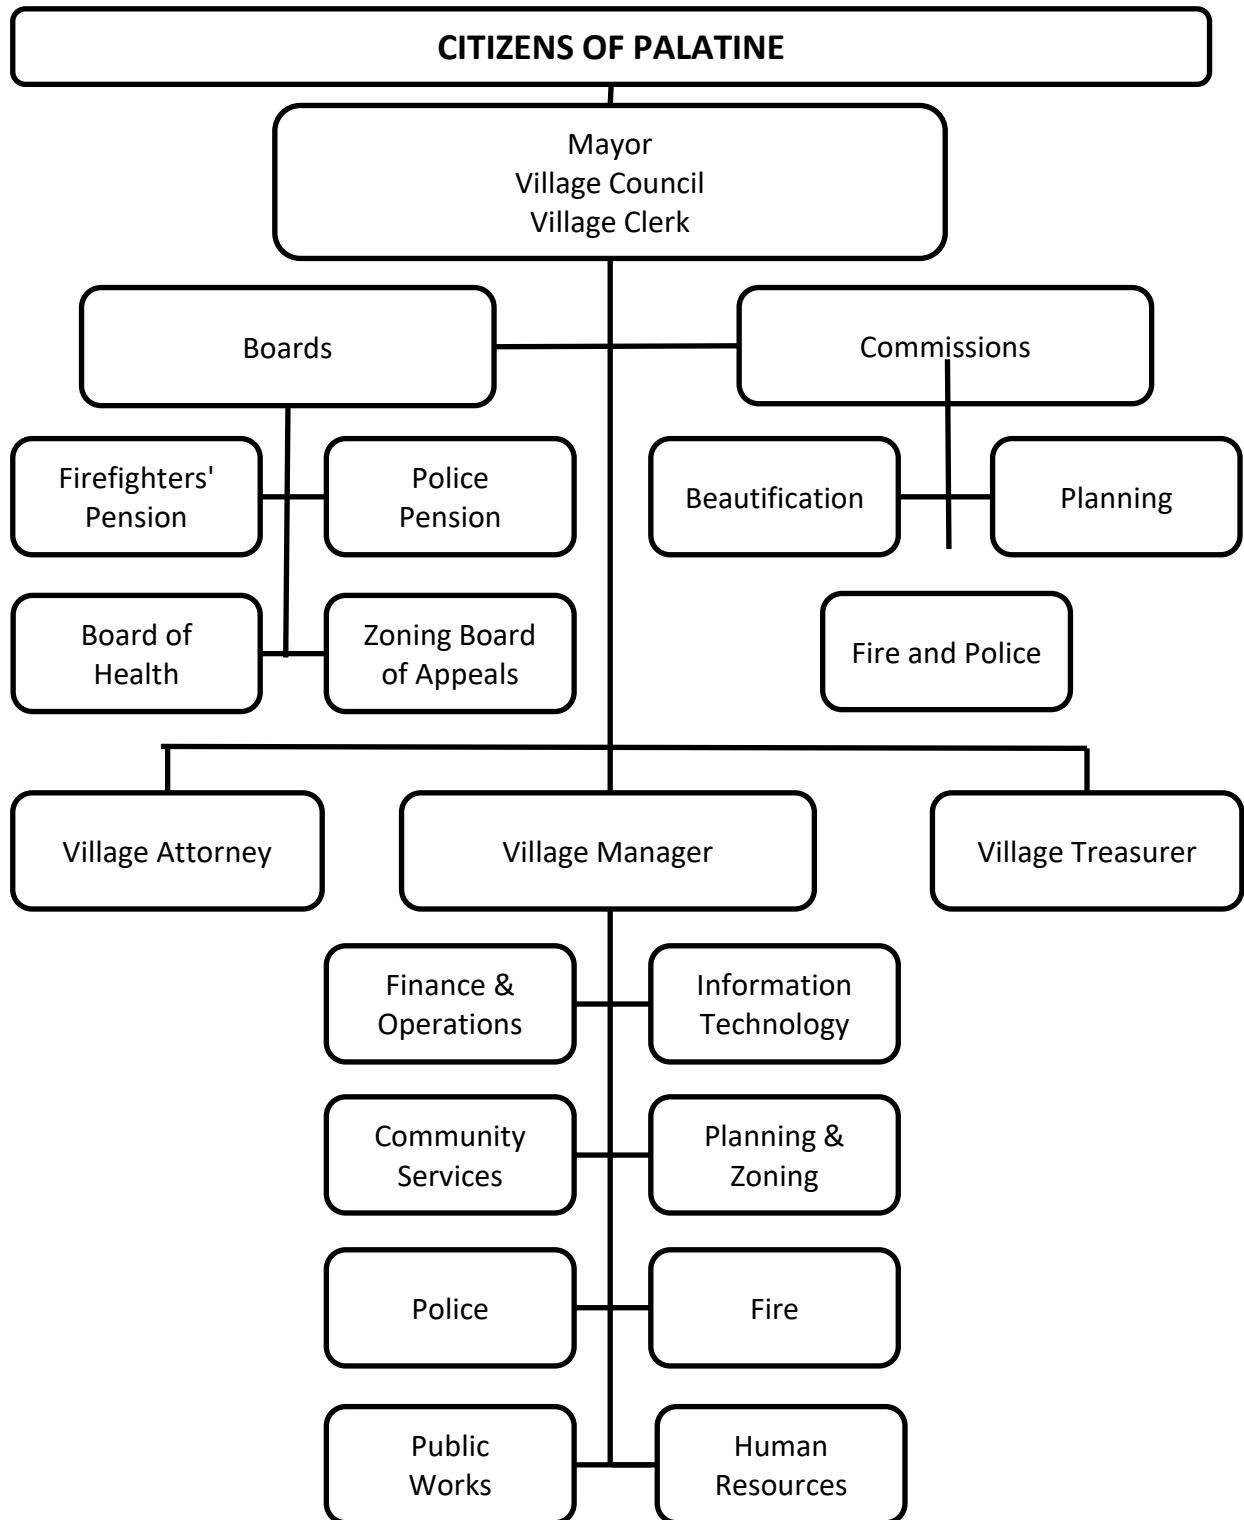 CITIZENS OF PALATINE
Mayor
Village Council
Village Clerk
Boards
Commissions
Firefighters'
Pension
Police
Pension
Beautification
Planning
Board of
Health
Zoning Board
of Appeals
Fire and Police
Village Attorney
Village Manager
Village Treasurer
Finance &
Operations
Information
Technology
Community
Services
Planning &
Zoning
Police
Fire
Public
Works
Human
Resources